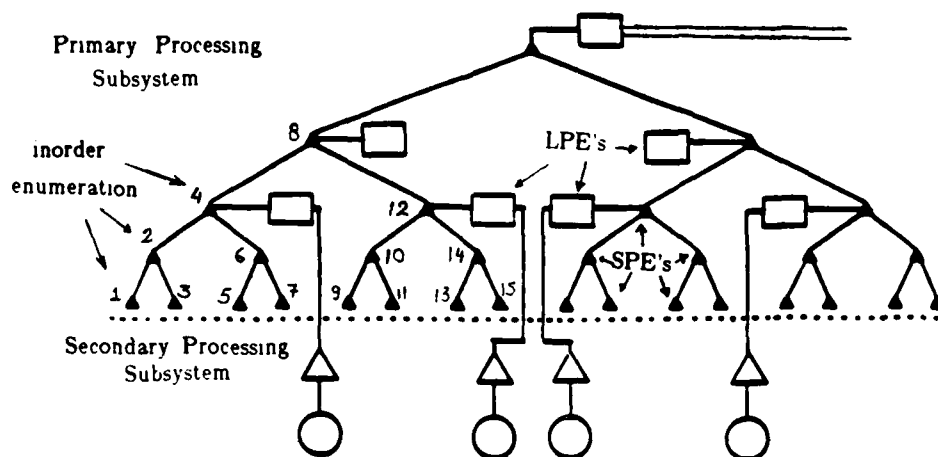 Primary Processing
Subsystem
8
LPE's
inorder
enumeration
4
12
2
6
10
14
SPE's
1
3
5
7
9
11
13
15
Secondary Processing
Subsystem